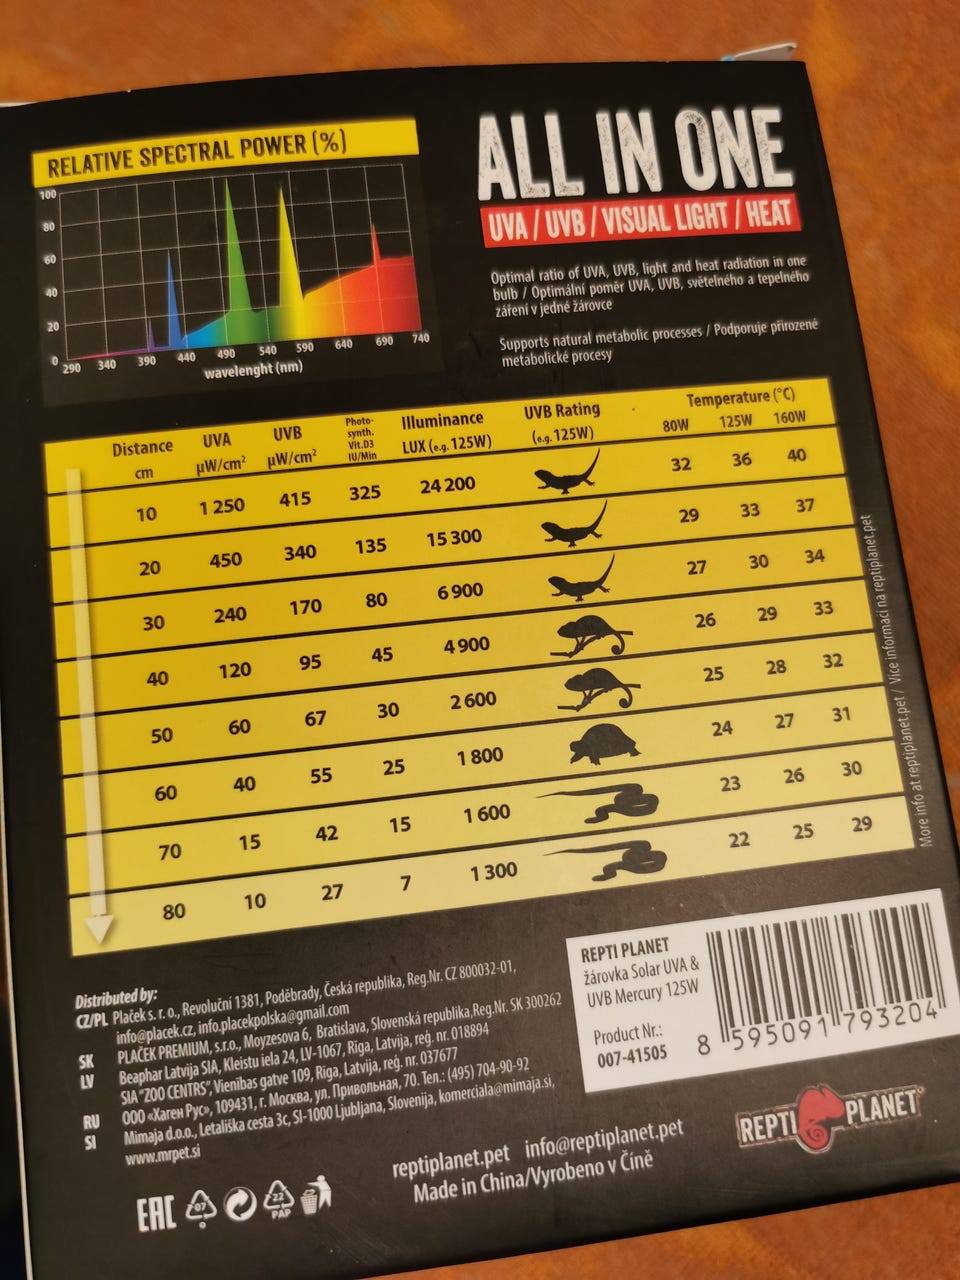 RELATIVE SPECTRAL POWER (%)
100
80
60
40
20
0
290 340 390 440 490 540 590 640 690 740
wavelenght (nm)
ALL IN ONE
UVA / UVB / VISUAL LIGHT / HEAT
Optimal ratio of UVA, UVB, light and heat radiation in one
bulb / Optimální poměr UVA, UVB, světelného a tepelného
záření v jedné žárovce
Supports natural metabolic processes / Podporuje přirozené
metabolické procesy
Distance cm UVA µW/cm² UVB µW/cm² Photo-synth. Vit.D3 IU/Min Illuminance LUX (e.g. 125W) UVB Rating (e.g. 125W) Temperature (°C)
80W 125W 160W
10 1 250 415 325 24 200 32 36 40
20 450 340 135 15 300 29 33 37
30 240 170 80 6 900 27 30 34
40 120 95 45 4 900 26 29 33
50 60 67 30 2 600 25 28 32
60 40 55 25 1 800 24 27 31
70 15 42 15 1 600 23 26 30
80 10 27 7 1 300 22 25 29
More info at reptiplanet.pet / Více informací na reptiplanet.pet
Distributed by:
CZ/PL Plaček s. r. o., Revoluční 1381, Poděbrady, Česká republika, Reg.Nr. CZ 800032-01,
info@placek.cz, info.placekpolska@gmail.com
SK PLAČEK PREMIUM, s.r.o., Moyzesova 6, Bratislava, Slovenská republika,Reg.Nr. SK 300262
LV Beaphar Latvija SIA, Kleistu iela 24, LV-1067, Riga, Latvija, reģ. nr. 018894
SIA "ZOO CENTRS", Vienības gatve 109, Riga, Latvija, reģ. nr. 037677
RU ООО «Хаген Рус», 109431, г. Москва, ул. Привольная, 70. Тел.: (495) 704-90-92
SI Mimaja d.o.o., Letališka cesta 3c, SI-1000 Ljubljana, Slovenija, komerciala@mimaja.si,
www.mrpet.si
REPTI PLANET
žárovka Solar UVA &
UVB Mercury 125W
Product Nr.:
007-41505
8 595091 793204
REPTI PLANET
reptiplanet.pet info@reptiplanet.pet
Made in China/Vyrobeno v Číně
EAC
07
22
PAP